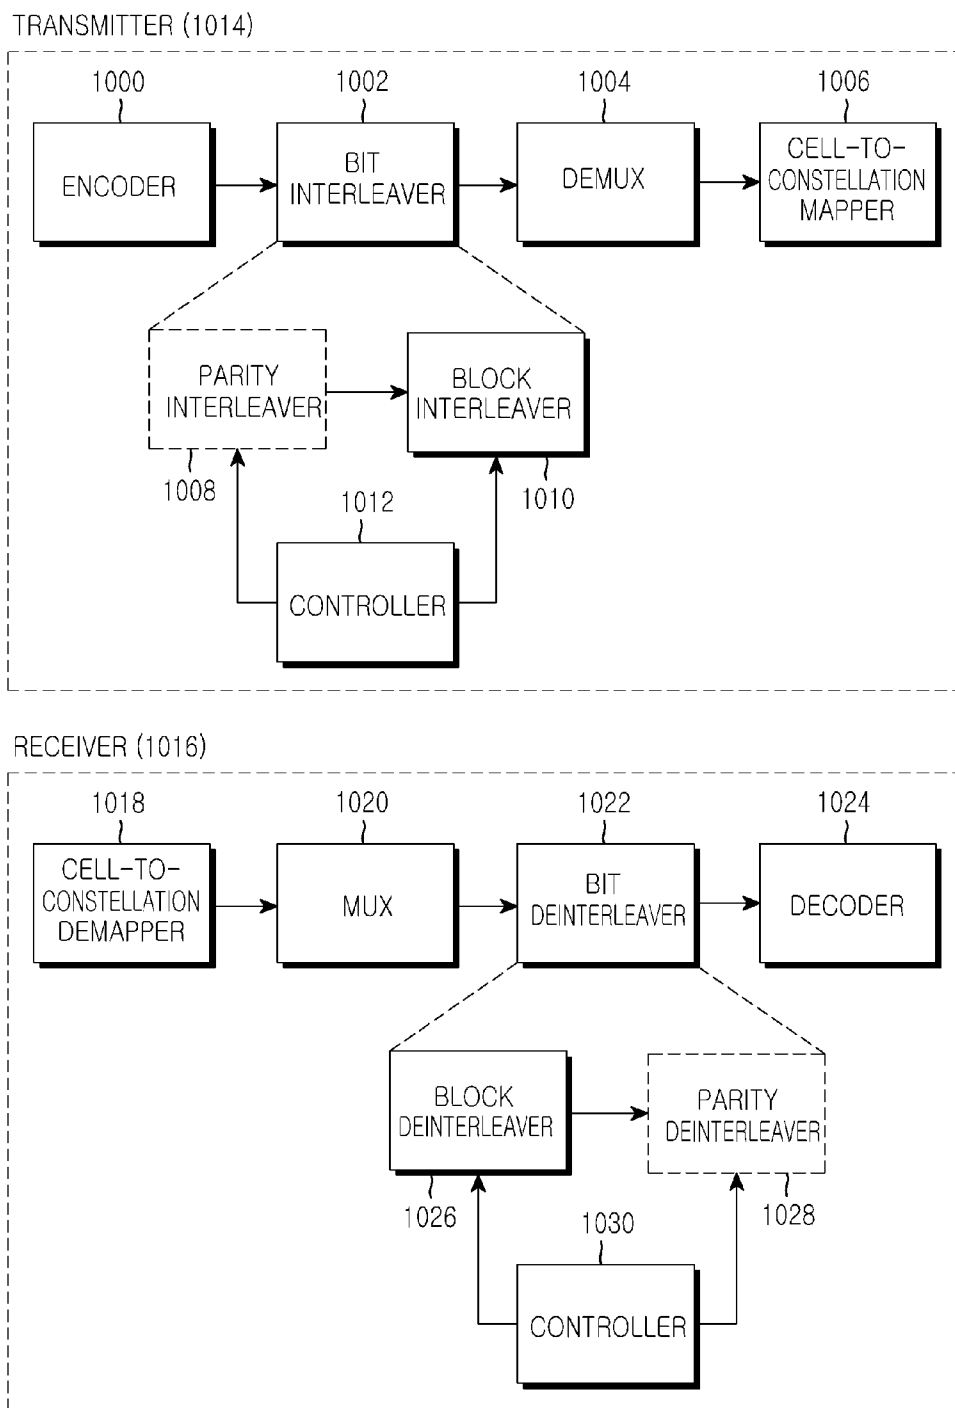 TRANSMITTER (1014)
1000
1002
1004
1006
ENCODER
BIT
INTERLEAVER
DEMUX
CELL-TO-
CONSTELLATION
MAPPER
PARITY
INTERLEAVER
BLOCK
INTERLEAVER
1008
1010
1012
CONTROLLER
RECEIVER (1016)
1018
1020
1022
1024
CELL-TO-
CONSTELLATION
DEMAPPER
MUX
BIT
DEINTERLEAVER
DECODER
BLOCK
DEINTERLEAVER
PARITY
DEINTERLEAVER
1026
1028
1030
CONTROLLER